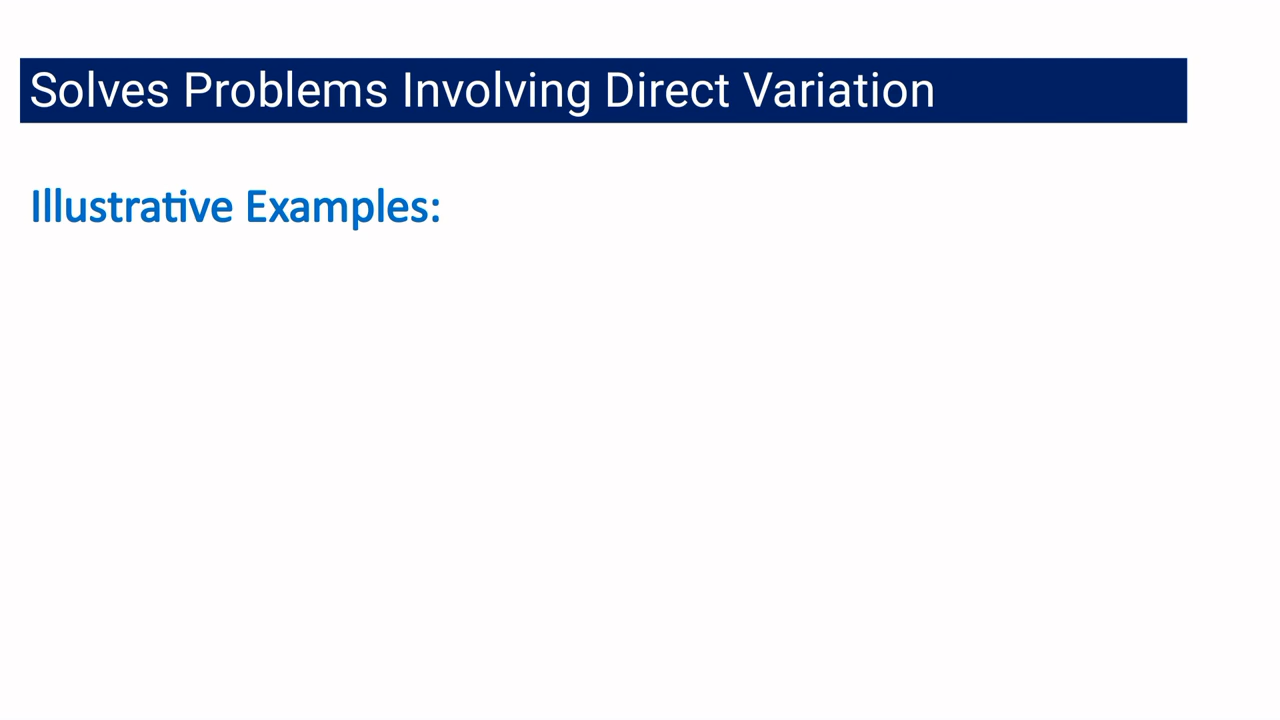 Solves Problems Involving Direct Variation
Illustrative Examples: